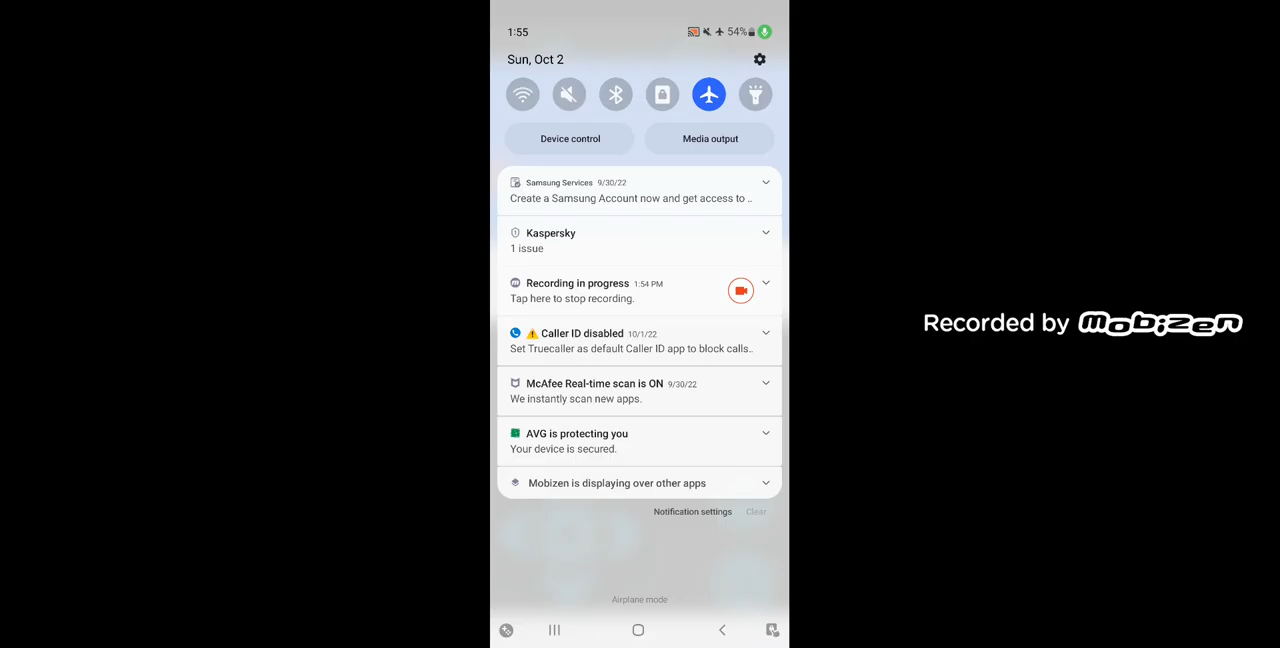 1:55
54%
Sun, Oct 2
Device control
Media output
Samsung Services 9/30/22
Create a Samsung Account now and get access to ..
Kaspersky
1 issue
Recording in progress 1:54 PM
Tap here to stop recording.
Caller ID disabled 10/1/22
Set Truecaller as default Caller ID app to block calls..
McAfee Real-time scan is ON 9/30/22
We instantly scan new apps.
AVG is protecting you
Your device is secured.
Mobizen is displaying over other apps
Notification settings
Clear
Airplane mode
Recorded by mobizen